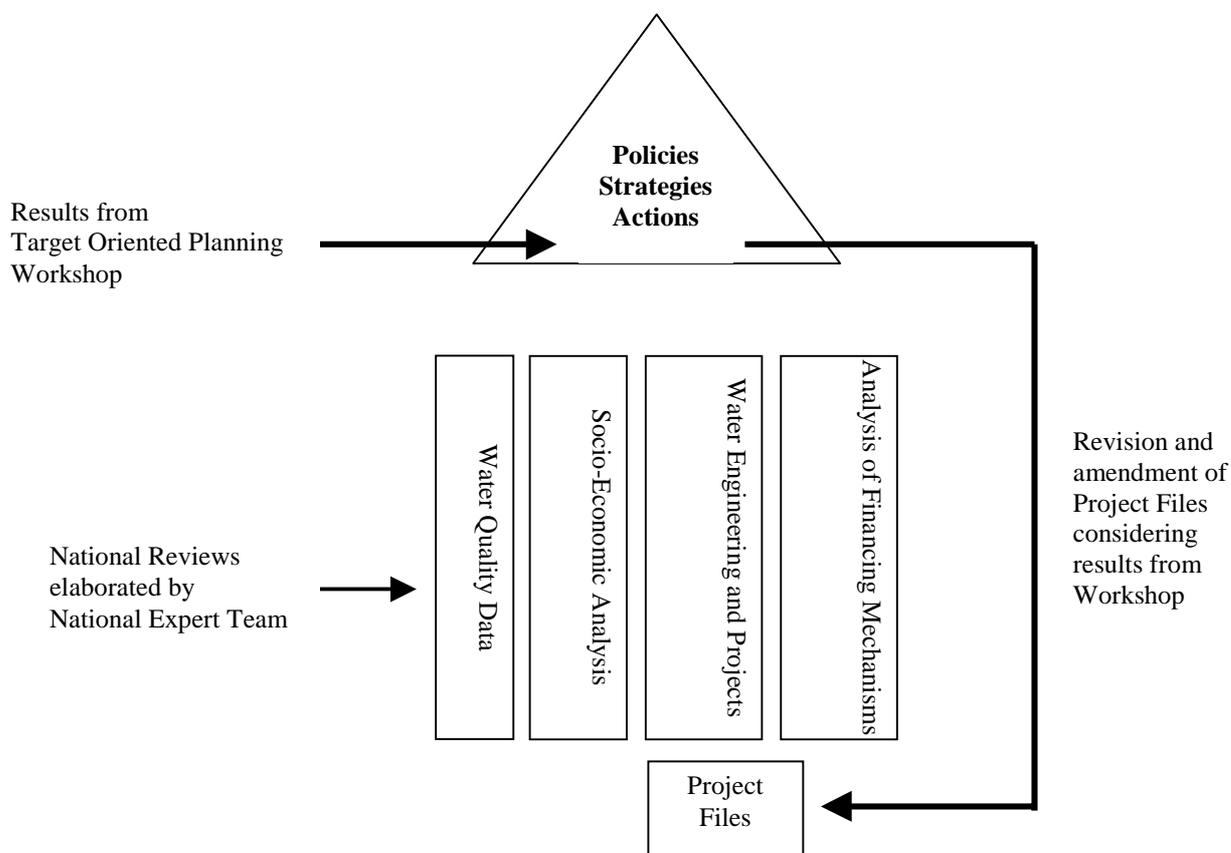 Policies
Strategies
Actions
Results from
Target Oriented Planning
Workshop
Water Quality Data
Socio-Economic Analysis
Water Engineering and Projects
Analysis of Financing Mechanisms
National Reviews
elaborated by
National Expert Team
Revision and
amendment of
Project Files
considering
results from
Workshop
Project
Files